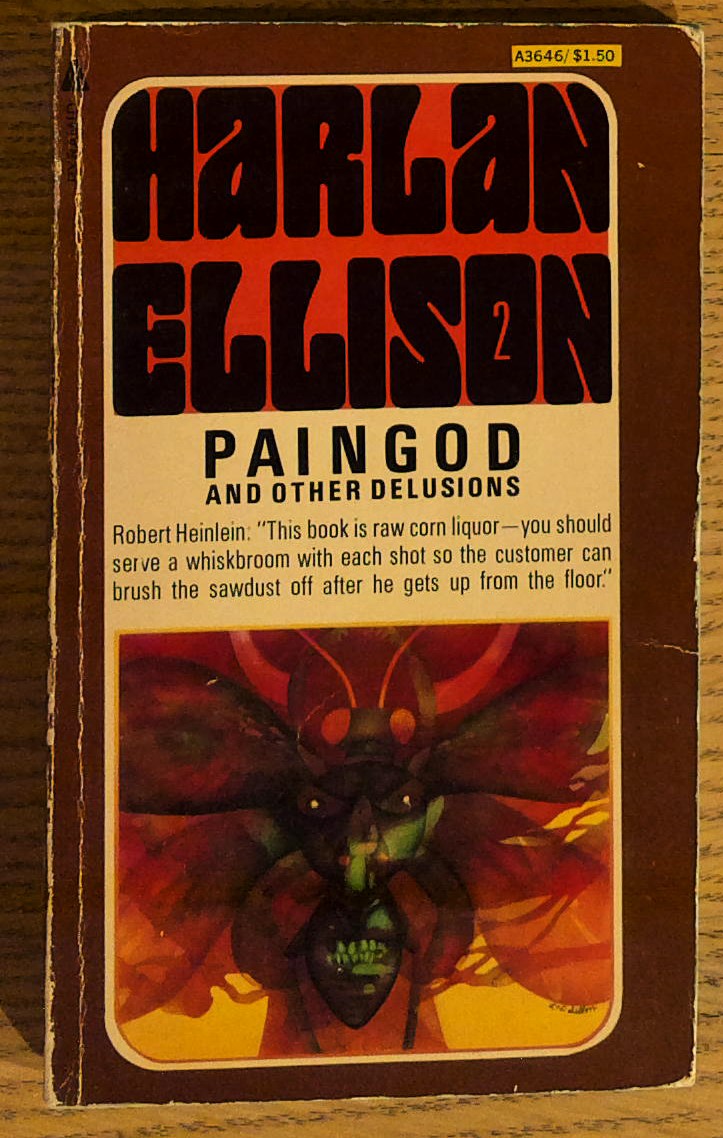 A3646/$1.50
HARLAN
ELLISON
2
PAINGOD
AND OTHER DELUSIONS
Robert Heinlein: "This book is raw corn liquor—you should
serve a whiskbroom with each shot so the customer can
brush the sawdust off after he gets up from the floor."